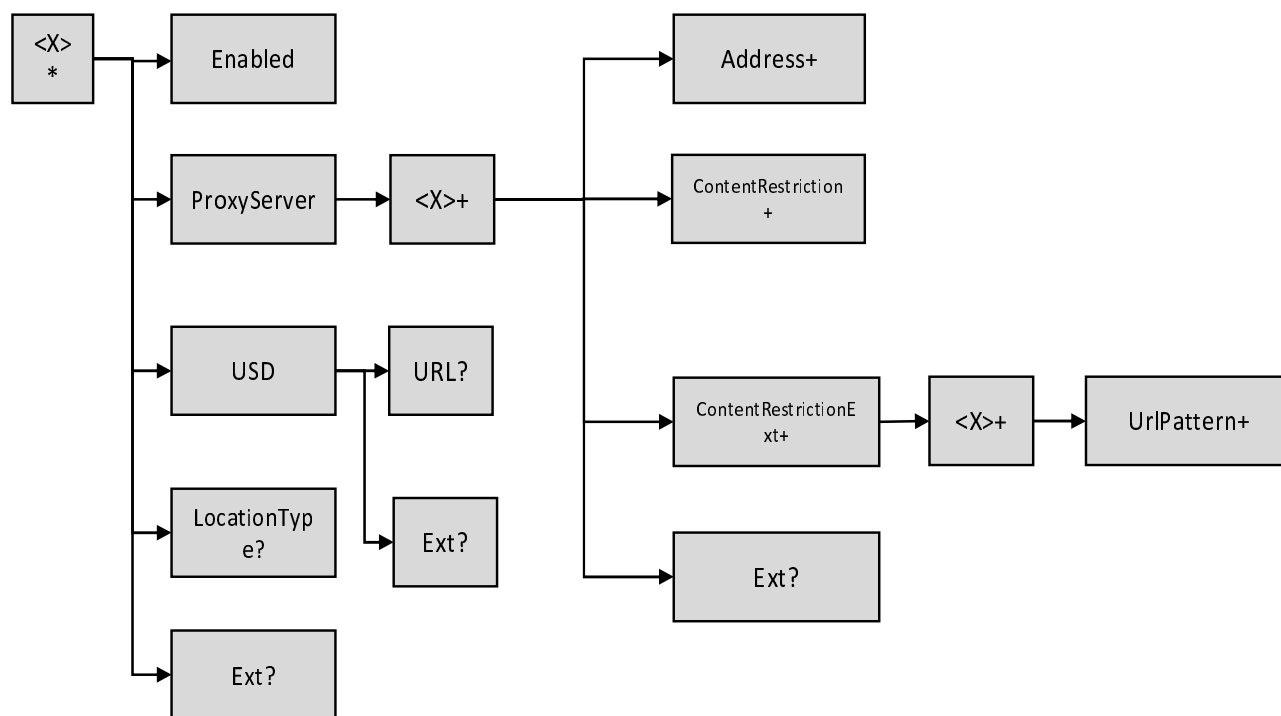 <X>
*
Enabled
Address+
ProxyServer
<X>+
ContentRestriction
+
USD
URL?
ContentRestrictionE
xt+
<X>+
UrlPattern+
LocationTyp
e?
Ext?
Ext?
Ext?